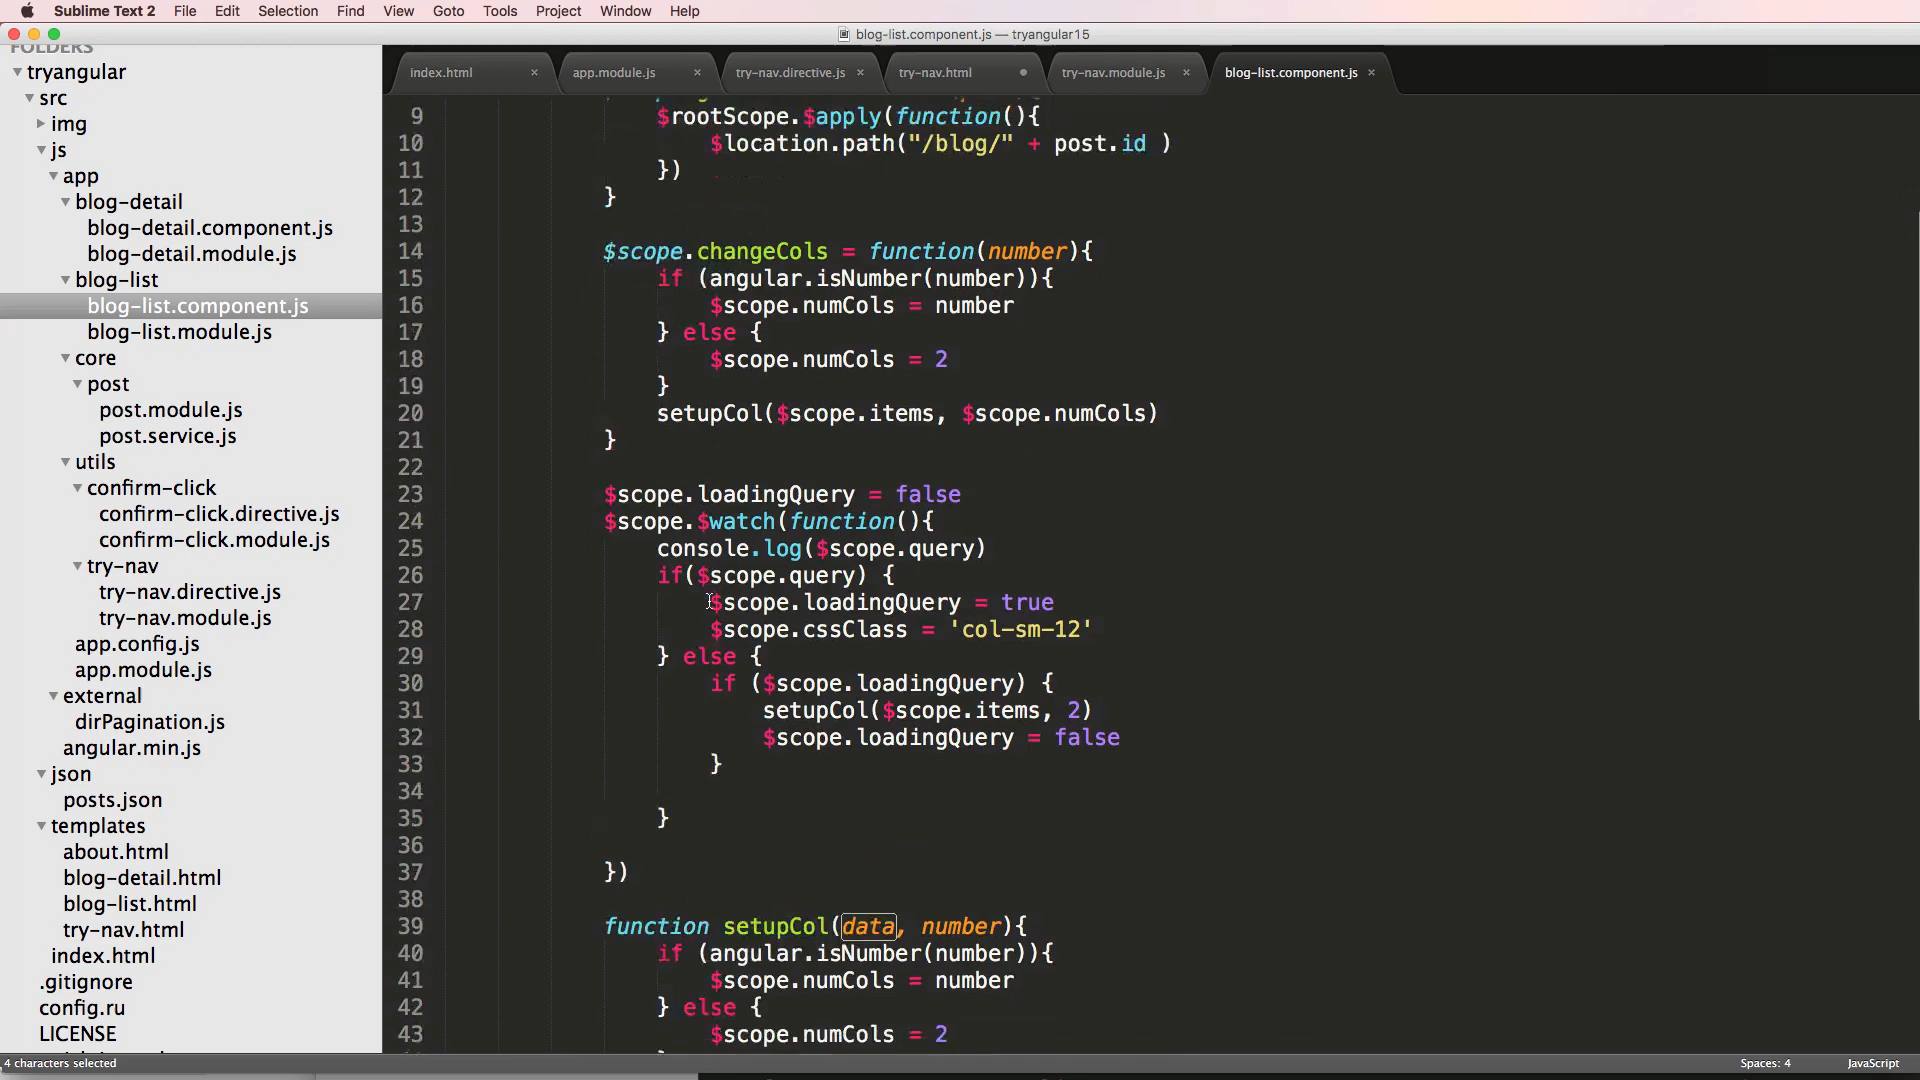 Sublime Text 2 File Edit Selection Find View Goto Tools Project Window Help
blog-list.component.js — tryangular15
FOLDERS
tryangular
src
img
js
app
blog-detail
blog-detail.component.js
blog-detail.module.js
blog-list
blog-list.component.js
blog-list.module.js
core
post
post.module.js
post.service.js
utils
confirm-click
confirm-click.directive.js
confirm-click.module.js
try-nav
try-nav.directive.js
try-nav.module.js
app.config.js
app.module.js
external
dirPagination.js
angular.min.js
json
posts.json
templates
about.html
blog-detail.html
blog-list.html
try-nav.html
index.html
.gitignore
config.ru
LICENSE
index.html × app.module.js × try-nav.directive.js × try-nav.html try-nav.module.js × blog-list.component.js ×
9 $rootScope.$apply(function(){
10 $location.path("/blog/" + post.id )
11 })
12 }
13
14 $scope.changeCols = function(number){
15 if (angular.isNumber(number)){
16 $scope.numCols = number
17 } else {
18 $scope.numCols = 2
19 }
20 setupCol($scope.items, $scope.numCols)
21 }
22
23 $scope.loadingQuery = false
24 $scope.$watch(function(){
25 console.log($scope.query)
26 if($scope.query) {
27 $scope.loadingQuery = true
28 $scope.cssClass = 'col-sm-12'
29 } else {
30 if ($scope.loadingQuery) {
31 setupCol($scope.items, 2)
32 $scope.loadingQuery = false
33 }
34
35 }
36
37 })
38
39 function setupCol(data, number){
40 if (angular.isNumber(number)){
41 $scope.numCols = number
42 } else {
43 $scope.numCols = 2
4 characters selected Spaces: 4 JavaScript